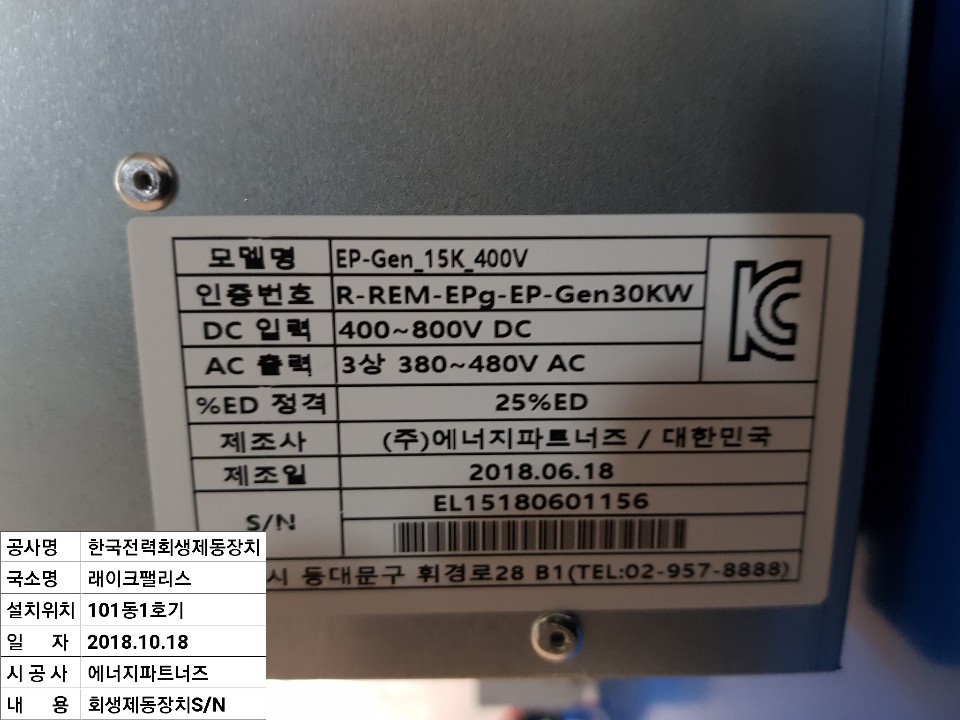 모델명 EP-Gen_15K_400V
인증번호 R-REM-EPg-EP-Gen30KW
DC 입력 400~800V DC
AC 출력 3상 380~480V AC
%ED 정격 25%ED
제조사 (주)에너지파트너즈 / 대한민국
제조일 2018.06.18
S/N EL15180601156
시 동대문구 휘경로28 B1(TEL:02-957-8888)
공사명 한국전력회생제동장치
국소명 래이크팰리스
설치위치 101동1호기
일 자 2018.10.18
시공사 에너지파트너즈
내 용 회생제동장치S/N